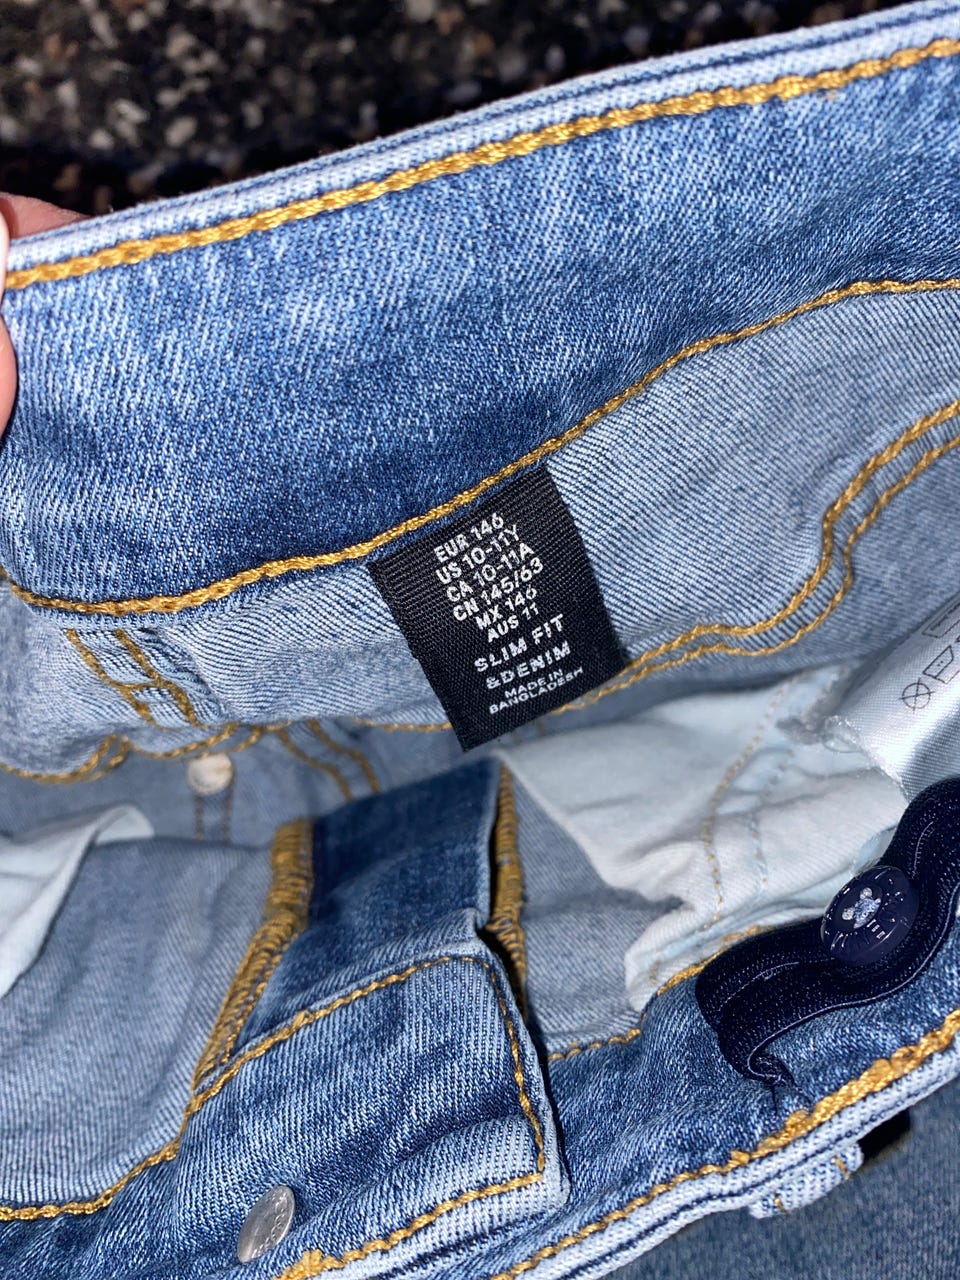 EUR 146
US 10-11Y
CA 10-11A
CN 145/63
MX 146
AUS 11
SLIM FIT
&DENIM
MADE IN
BANGLADESH